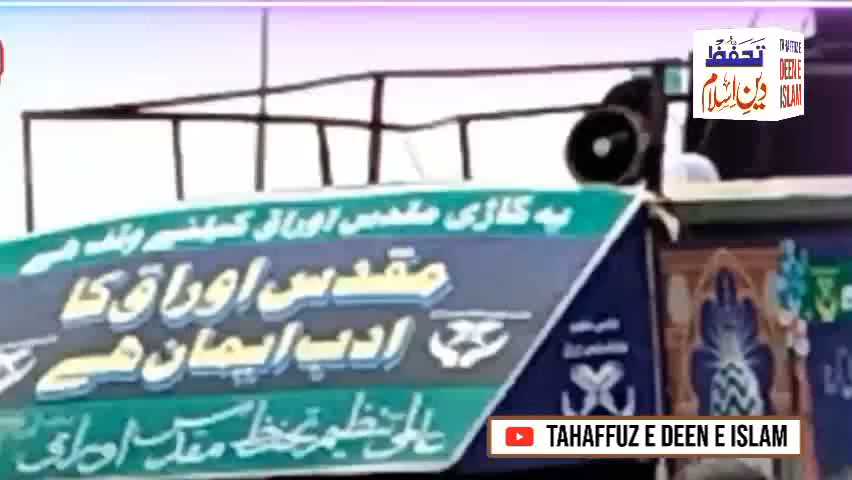 تحفظ
دین اسلام
TAHAFFUZ E
DEEN E
ISLAM
یہ گاڑی مقدس اوراق کیلئے وقف ہے
مقدس اوراق کا
ادب ایمان ہے
عالمی تنظیم تحفظ مقدس اوراق
TAHAFFUZ E DEEN E ISLAM